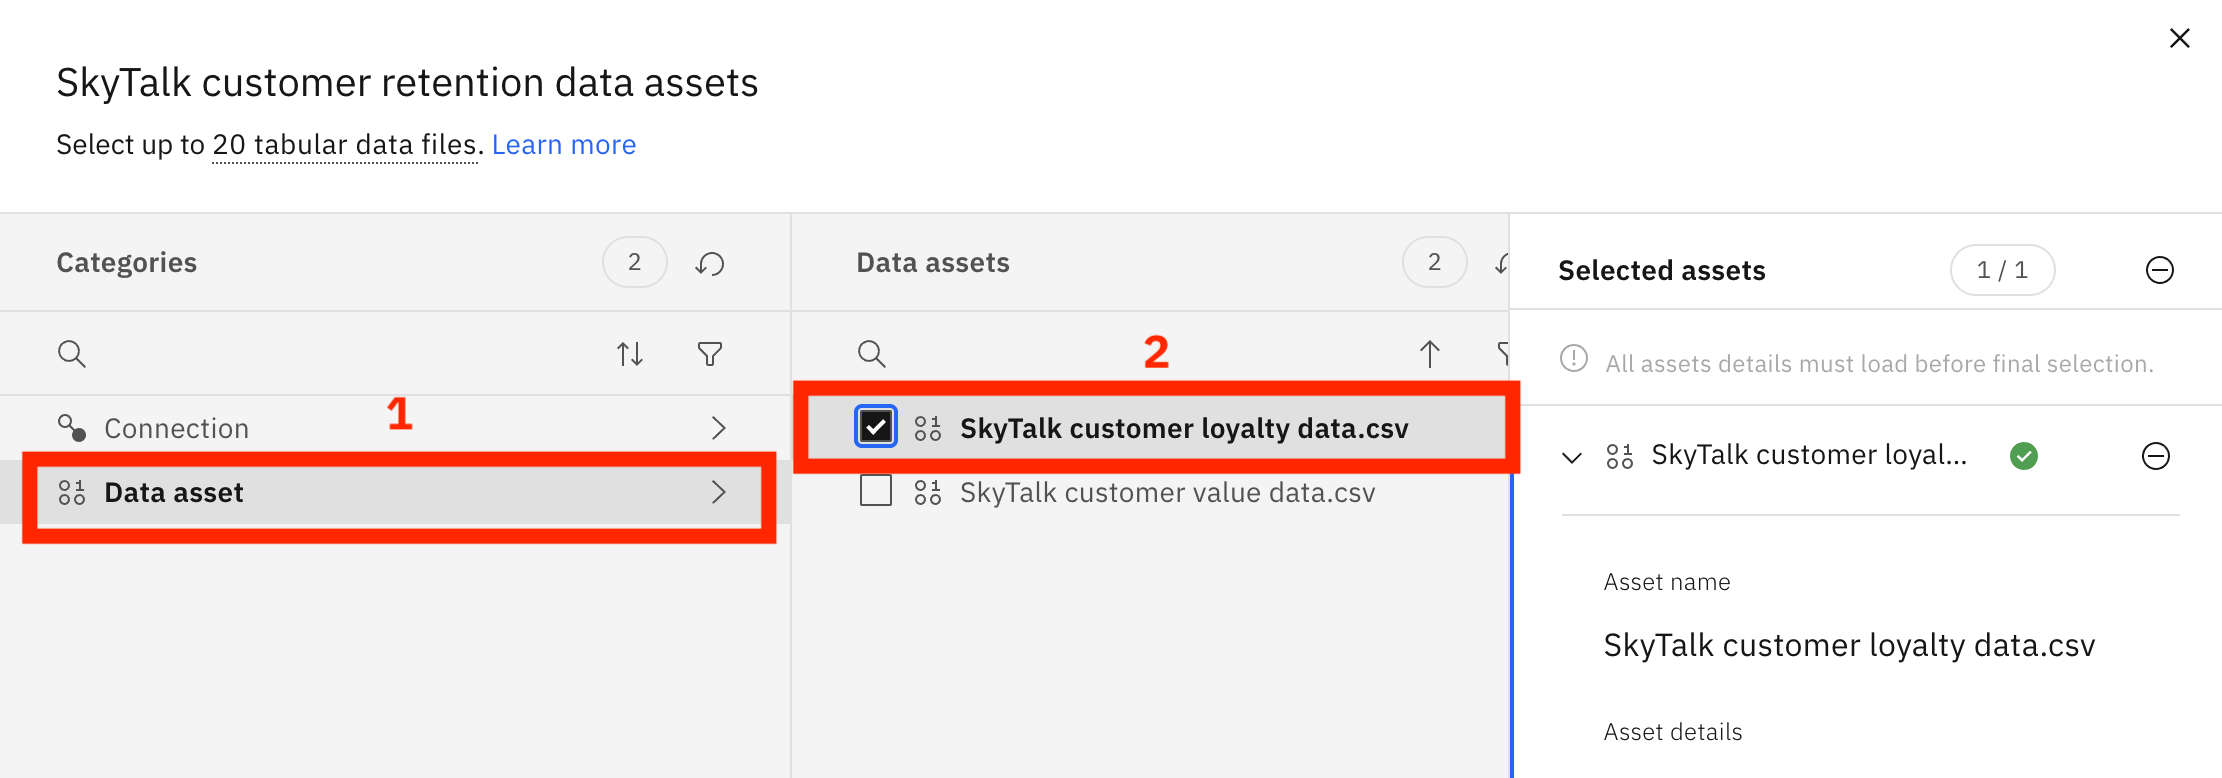 SkyTalk customer retention data assets
Select up to 20 tabular data files. Learn more
Categories
2
1
Connection
Data asset
Data assets
2
2
SkyTalk customer loyalty data.csv
SkyTalk customer value data.csv
Selected assets
1 / 1
All assets details must load before final selection.
SkyTalk customer loyal...
Asset name
SkyTalk customer loyalty data.csv
Asset details